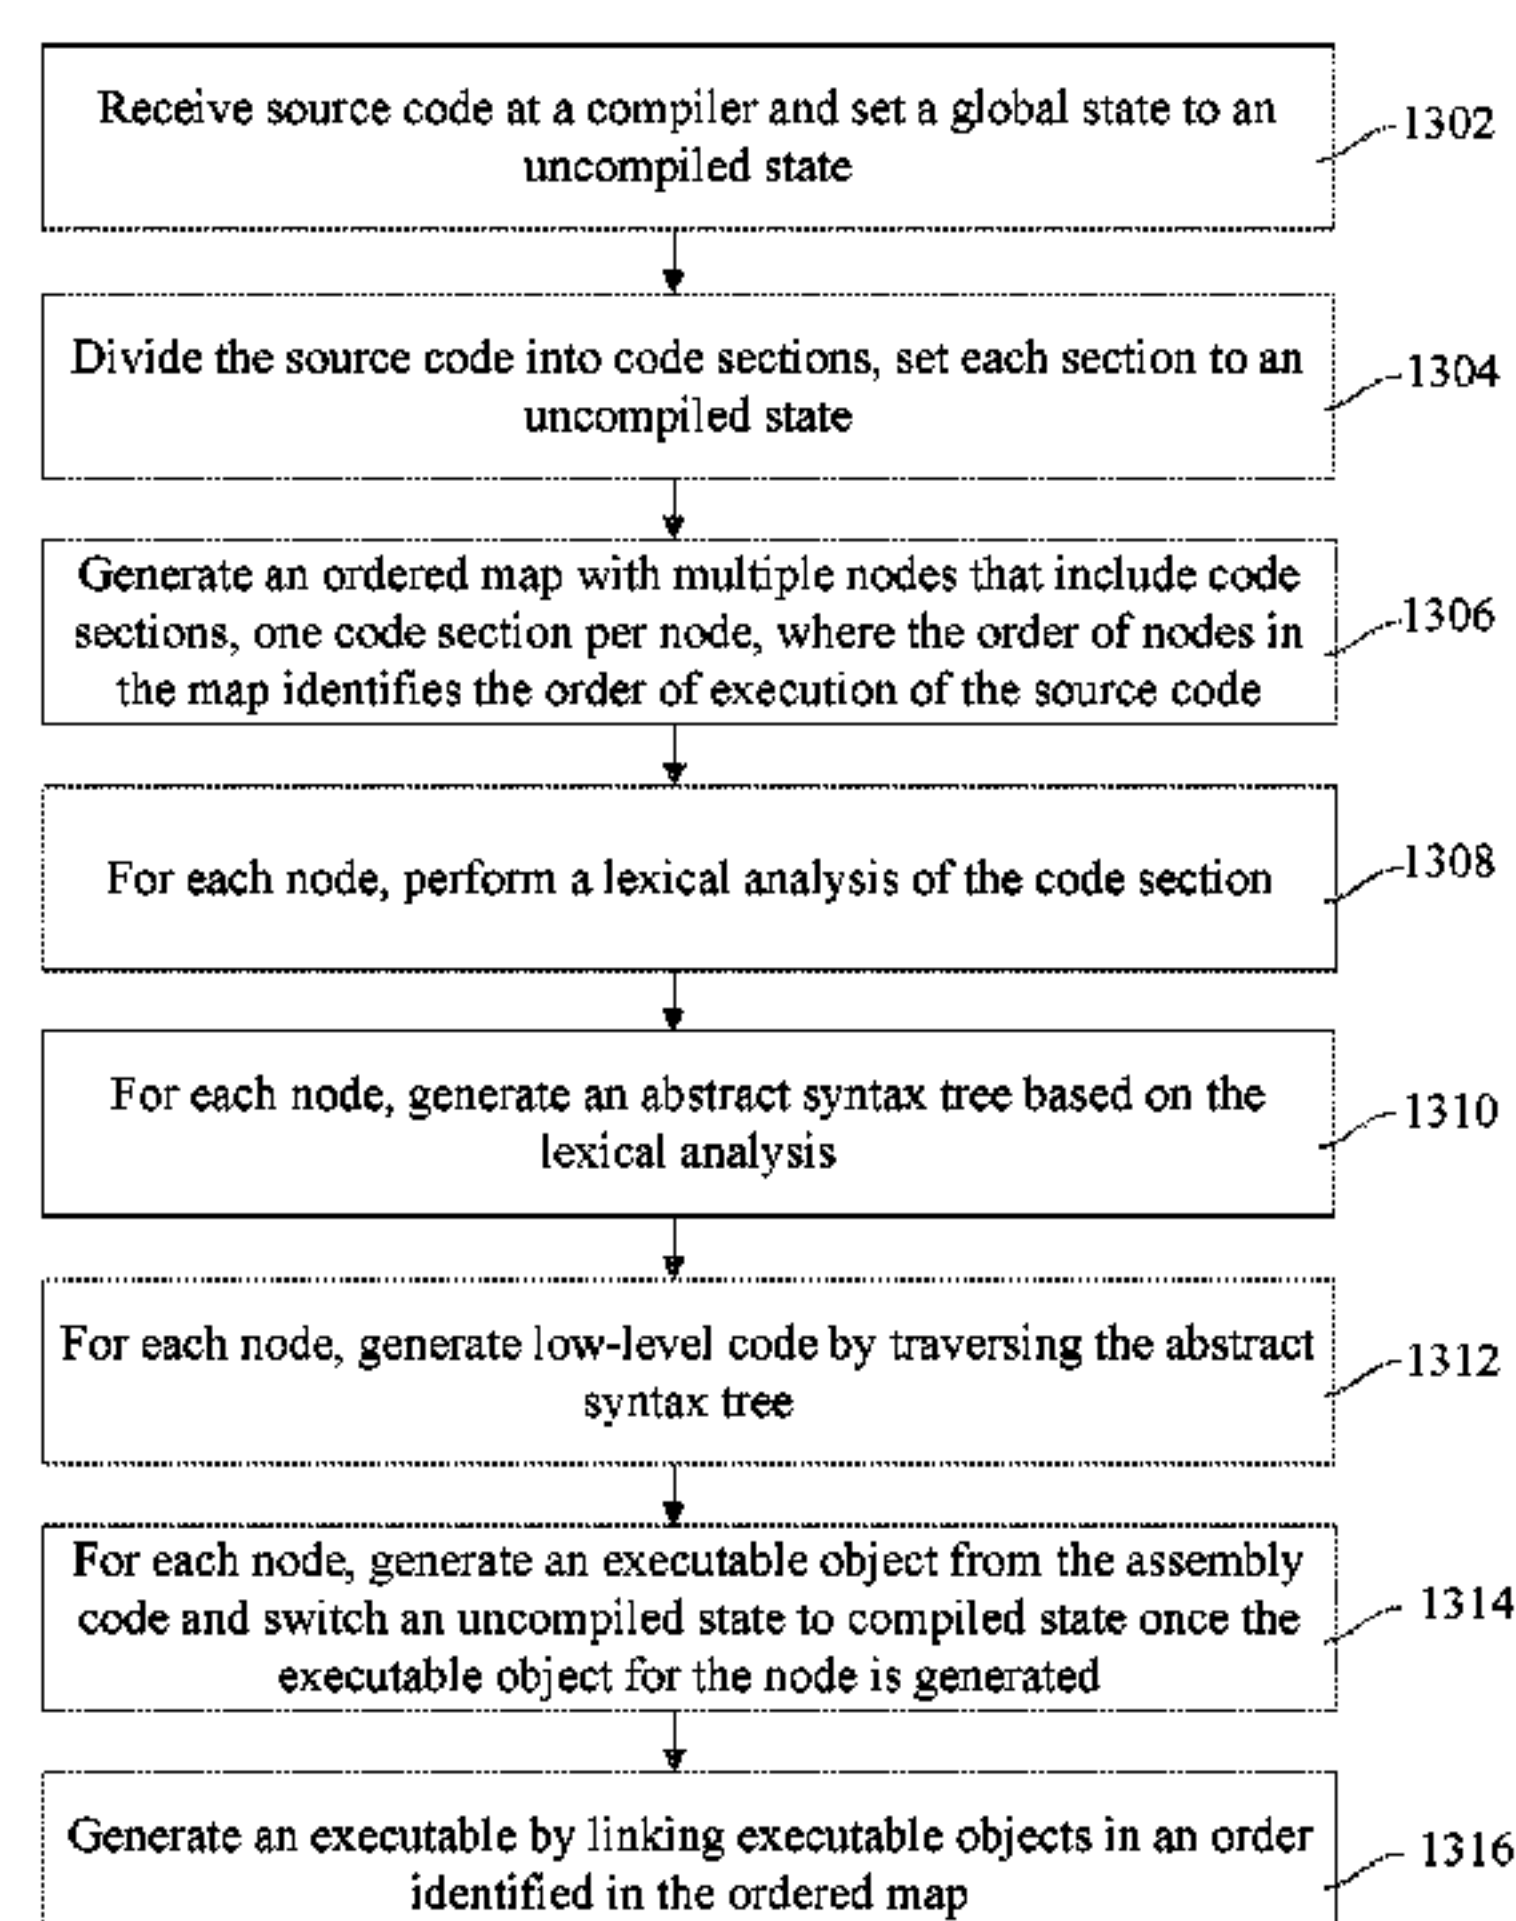 Receive source code at a compiler and set a global state to an
uncompiled state
1302
Divide the source code into code sections, set each section to an
uncompiled state
1304
Generate an ordered map with multiple nodes that include code
sections, one code section per node, where the order of nodes in
the map identifies the order of execution of the source code
1306
For each node, perform a lexical analysis of the code section
1308
For each node, generate an abstract syntax tree based on the
lexical analysis
1310
For each node, generate low-level code by traversing the abstract
syntax tree
1312
For each node, generate an executable object from the assembly
code and switch an uncompiled state to compiled state once the
executable object for the node is generated
1314
Generate an executable by linking executable objects in an order
identified in the ordered map
1316